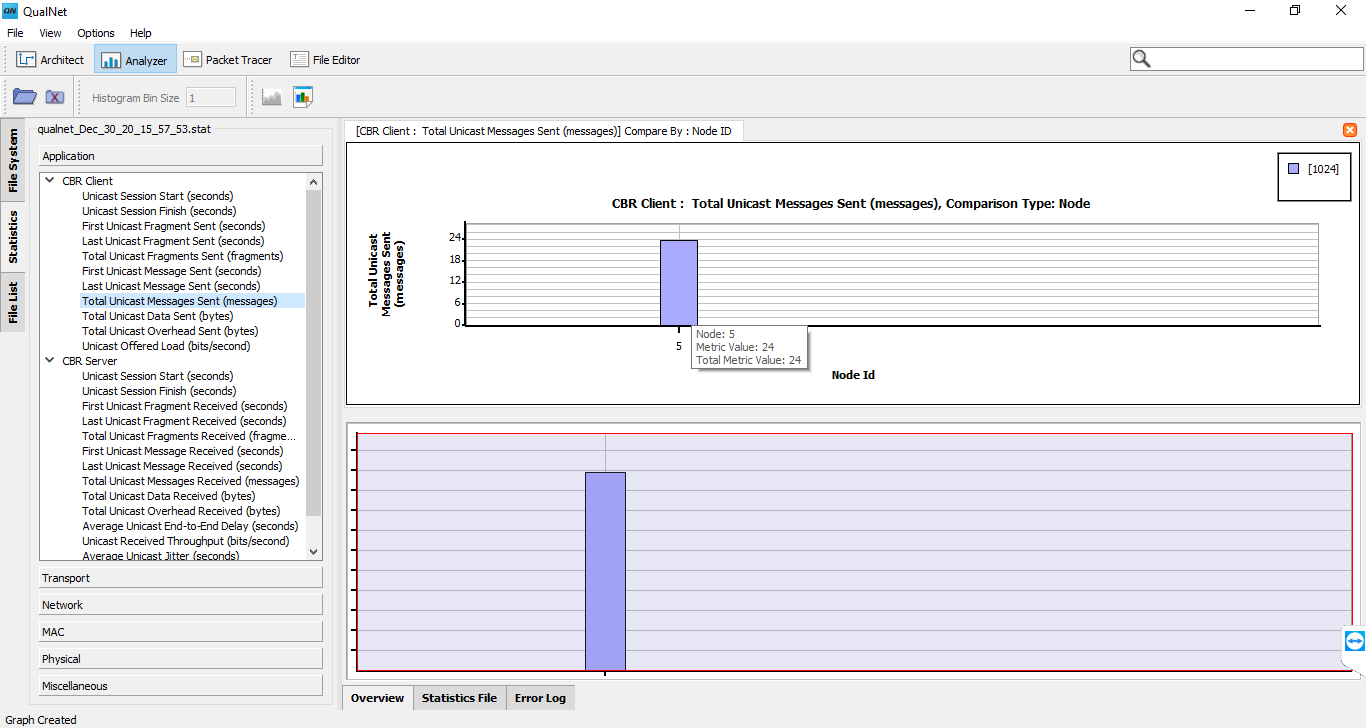 QN QualNet
File View Options Help
Architect Analyzer Packet Tracer File Editor
Histogram Bin Size 1
File System
Statistics
File List
qualnet_Dec_30_20_15_57_53.stat
Application
CBR Client
Unicast Session Start (seconds)
Unicast Session Finish (seconds)
First Unicast Fragment Sent (seconds)
Last Unicast Fragment Sent (seconds)
Total Unicast Fragments Sent (fragments)
First Unicast Message Sent (seconds)
Last Unicast Message Sent (seconds)
Total Unicast Messages Sent (messages)
Total Unicast Data Sent (bytes)
Total Unicast Overhead Sent (bytes)
Unicast Offered Load (bits/second)
CBR Server
Unicast Session Start (seconds)
Unicast Session Finish (seconds)
First Unicast Fragment Received (seconds)
Last Unicast Fragment Received (seconds)
Total Unicast Fragments Received (fragme...
First Unicast Message Received (seconds)
Last Unicast Message Received (seconds)
Total Unicast Messages Received (messages)
Total Unicast Data Received (bytes)
Total Unicast Overhead Received (bytes)
Average Unicast End-to-End Delay (seconds)
Unicast Received Throughput (bits/second)
Average Unicast Jitter (seconds)
Transport
Network
MAC
Physical
Miscellaneous
[CBR Client : Total Unicast Messages Sent (messages)] Compare By : Node ID
[1024]
CBR Client : Total Unicast Messages Sent (messages), Comparison Type: Node
Total Unicast
Messages Sent
(messages)
24
18
12
6
0
5
Node: 5
Metric Value: 24
Total Metric Value: 24
Node Id
Overview Statistics File Error Log
Graph Created